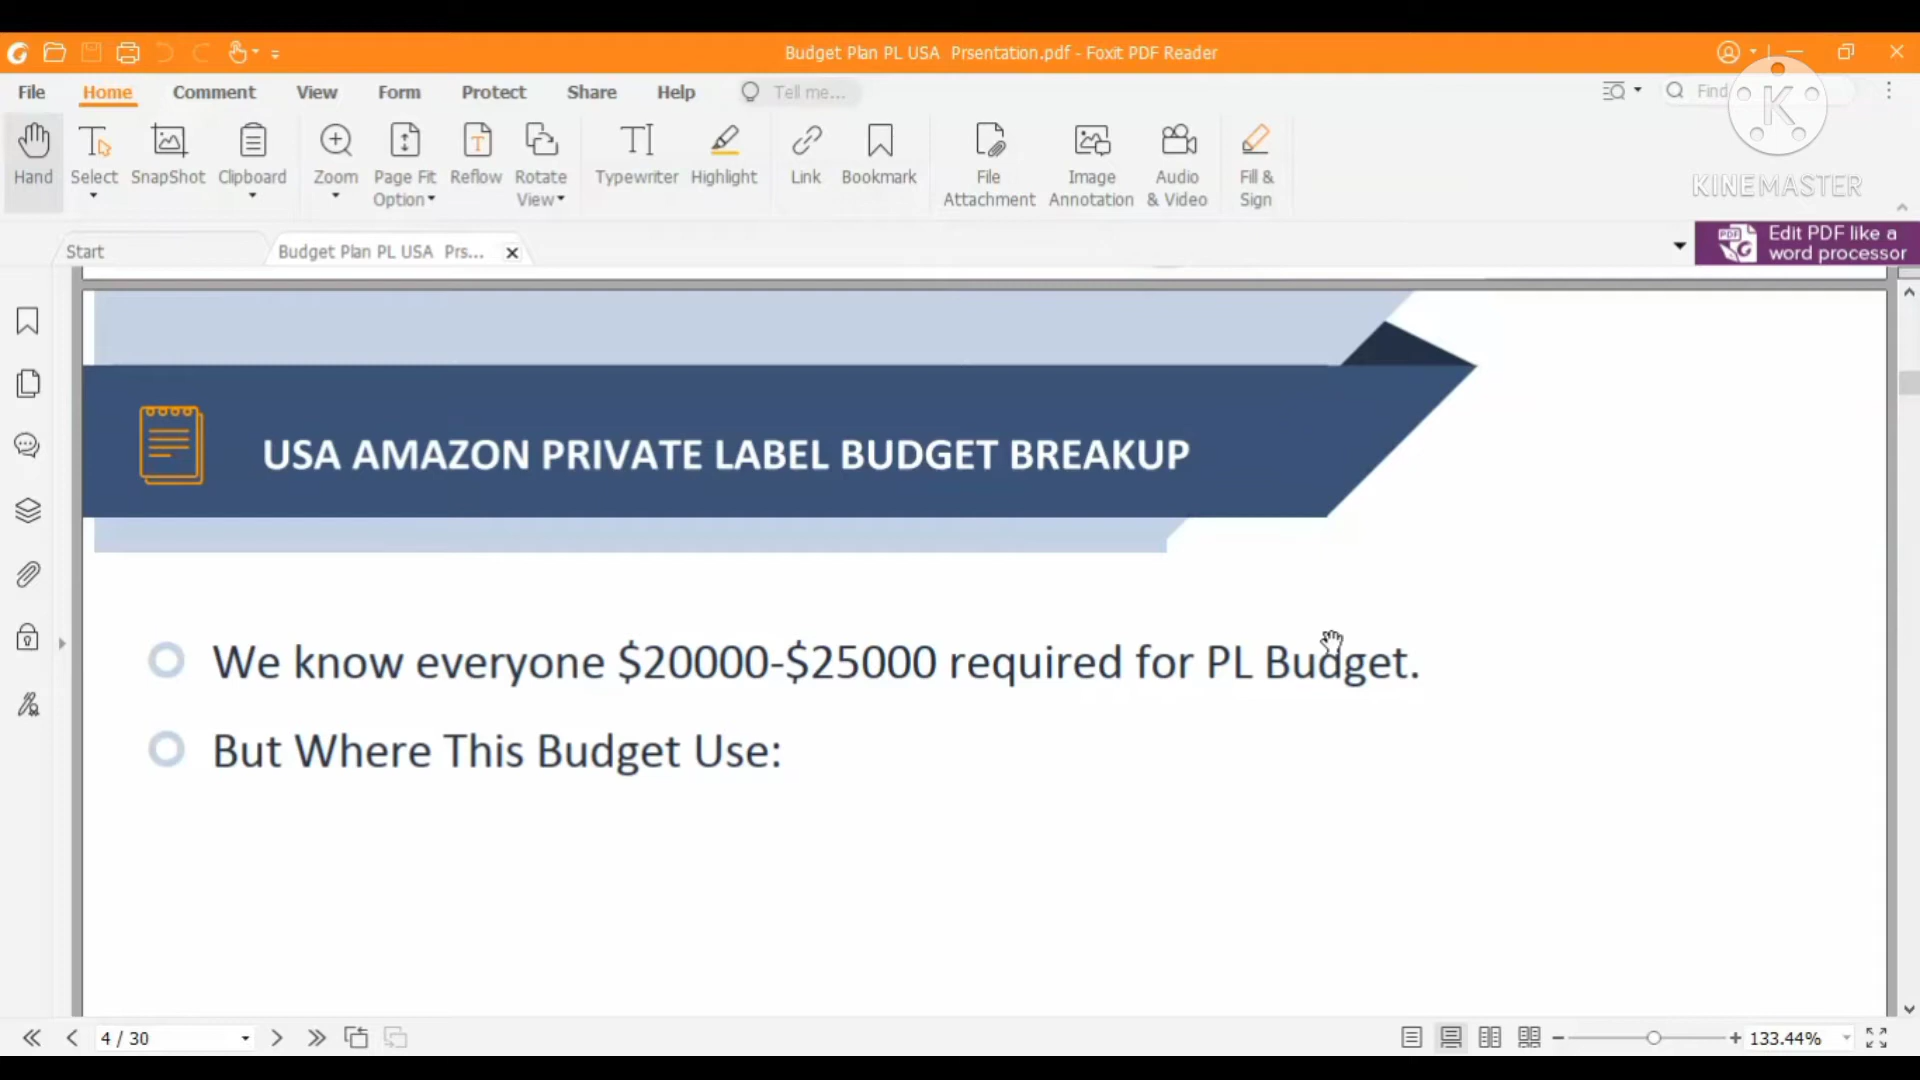 Budget Plan PL USA Prsentation.pdf - Foxit PDF Reader
File Home Comment View Form Protect Share Help Tell me... Find
KINEMASTER
Hand Select SnapShot Clipboard Zoom Page Fit Option Reflow Rotate View Typewriter Highlight Link Bookmark File Attachment Image Annotation Audio & Video Fill & Sign
Start
Budget Plan PL USA Prs...
Edit PDF like a
word processor
USA AMAZON PRIVATE LABEL BUDGET BREAKUP
We know everyone $20000-$25000 required for PL Budget.
But Where This Budget Use:
4 / 30
133.44%